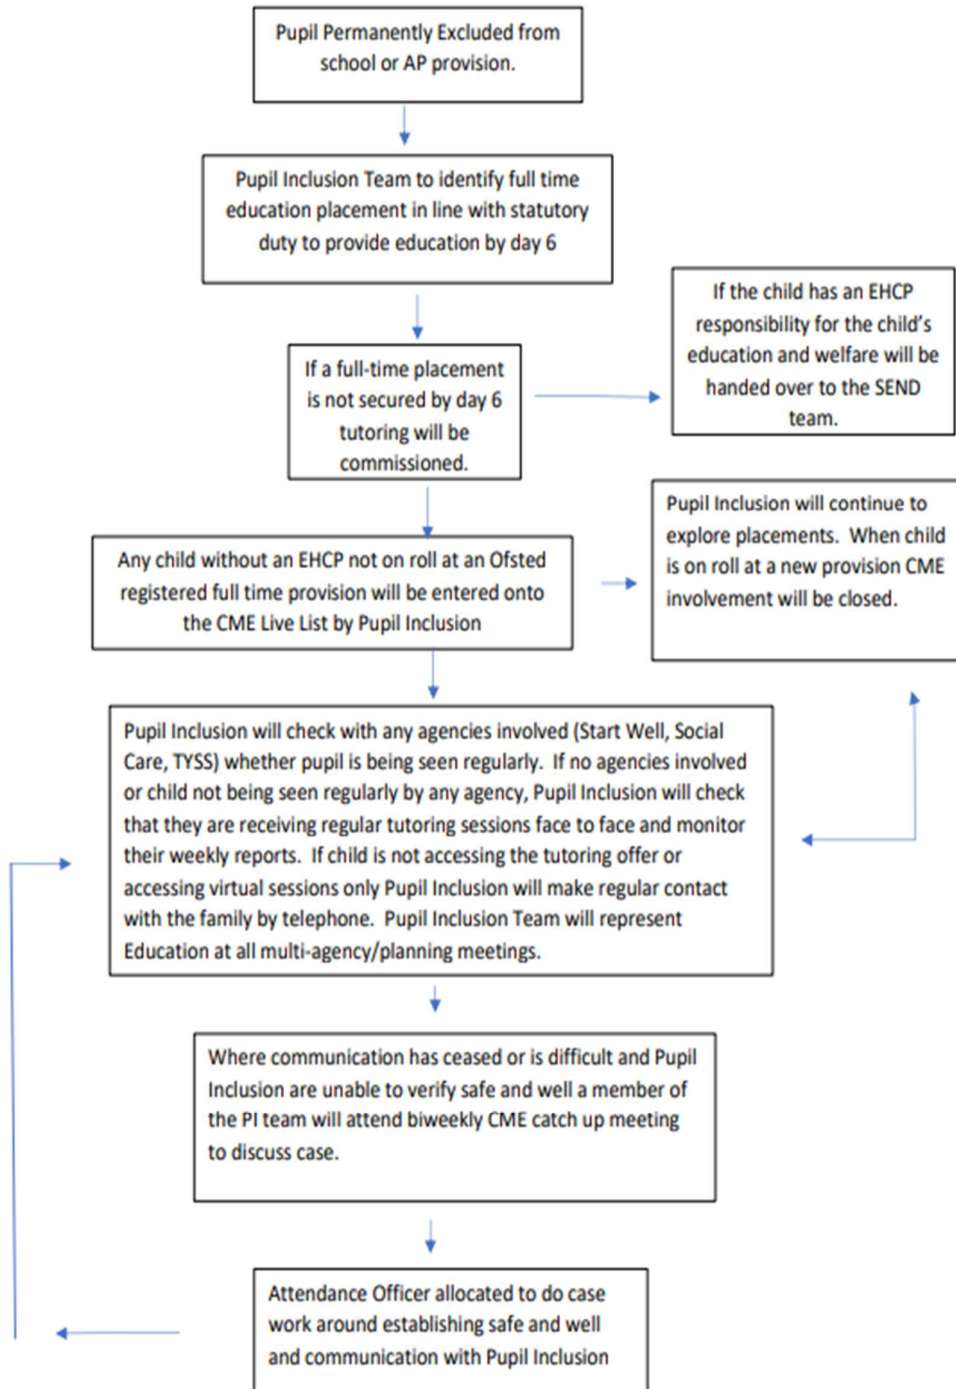 Pupil Permanently Excluded from
school or AP provision.
Pupil Inclusion Team to identify full time
education placement in line with statutory
duty to provide education by day 6
If the child has an EHCP
responsibility for the child's
education and welfare will be
handed over to the SEND
team.
If a full-time placement
is not secured by day 6
tutoring will be
commissioned.
Pupil Inclusion will continue to
explore placements. When child
is on roll at a new provision CME
involvement will be closed.
Any child without an EHCP not on roll at an Ofsted
registered full time provision will be entered onto
the CME Live List by Pupil Inclusion
Pupil Inclusion will check with any agencies involved (Start Well, Social
Care, TYSS) whether pupil is being seen regularly. If no agencies involved
or child not being seen regularly by any agency, Pupil Inclusion will check
that they are receiving regular tutoring sessions face to face and monitor
their weekly reports. If child is not accessing the tutoring offer or
accessing virtual sessions only Pupil Inclusion will make regular contact
with the family by telephone. Pupil Inclusion Team will represent
Education at all multi-agency/planning meetings.
Where communication has ceased or is difficult and Pupil
Inclusion are unable to verify safe and well a member of
the PI team will attend biweekly CME catch up meeting
to discuss case.
Attendance Officer allocated to do case
work around establishing safe and well
and communication with Pupil Inclusion